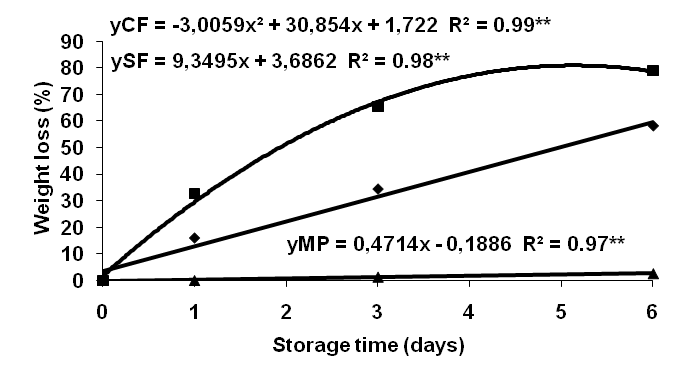 yCF = -3,0059x² + 30,854x + 1,722 R² = 0.99**
ySF = 9,3495x + 3,6862 R² = 0.98**
90
80
70
60
50
40
30
20
10
0
Weight loss (%)
yMP = 0,4714x - 0,1886 R² = 0.97**
0 1 2 3 4 5 6
Storage time (days)